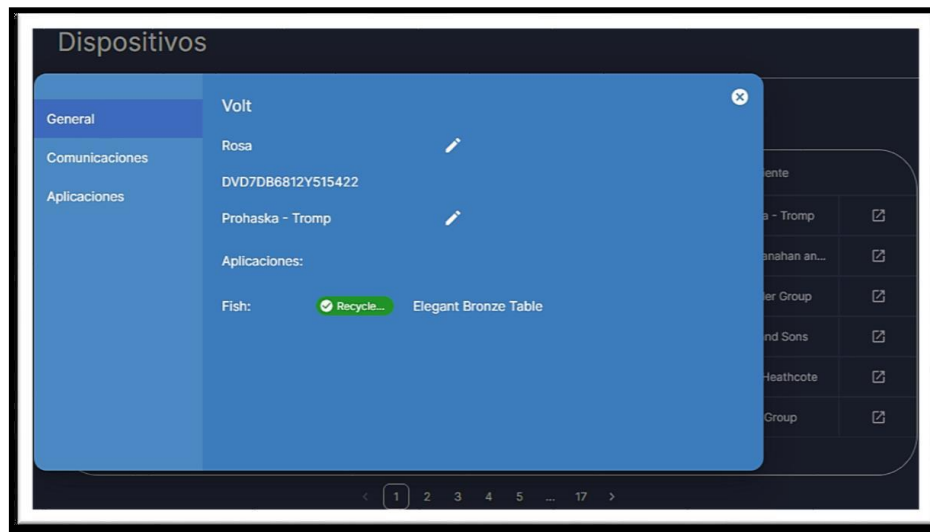 Dispositivos
General
Comunicaciones
Aplicaciones
Volt
Rosa
DVD7DB6812Y515422
Prohaska - Tromp
Aplicaciones:
Fish: Recycle... Elegant Bronze Table
ente
a - Tromp
anahan an...
ler Group
nd Sons
Heathcote
Group
< 1 2 3 4 5 ... 17 >